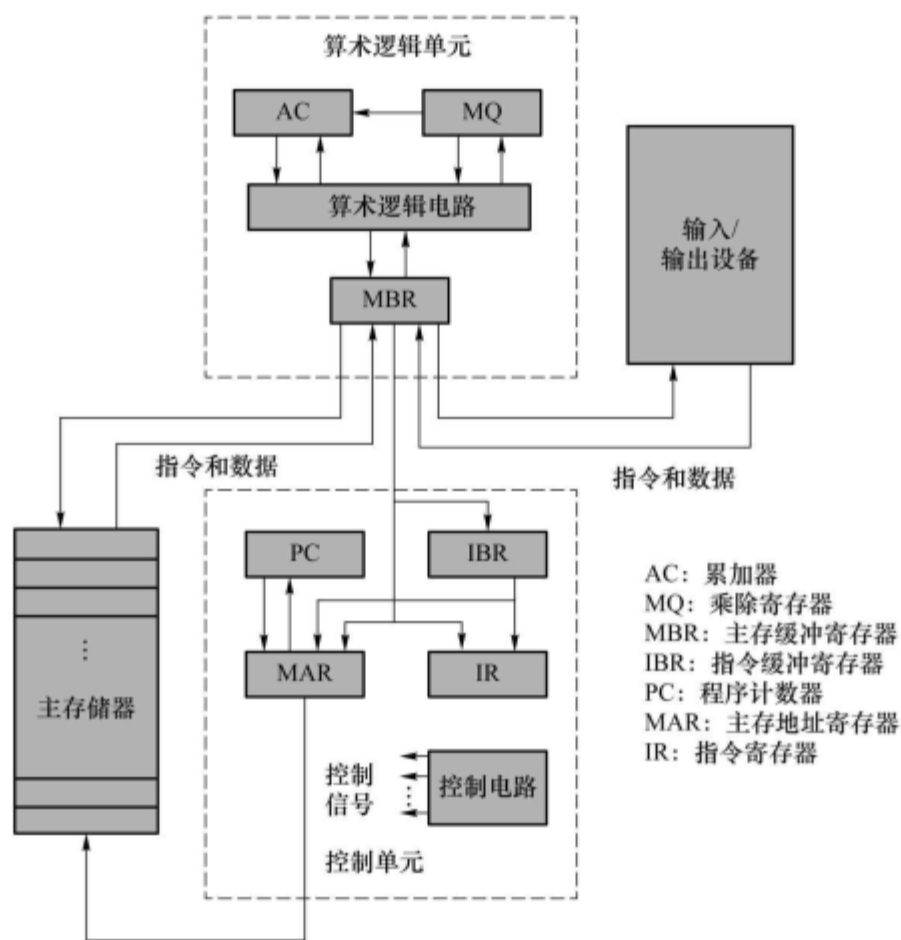 算术逻辑单元
AC
MQ
算术逻辑电路
MBR
输入/
输出设备
指令和数据
指令和数据
PC
IBR
MAR
IR
⋮
主存储器
控制
信号
控制电路
控制单元
AC：累加器
MQ：乘除寄存器
MBR：主存缓冲寄存器
IBR：指令缓冲寄存器
PC：程序计数器
MAR：主存地址寄存器
IR：指令寄存器